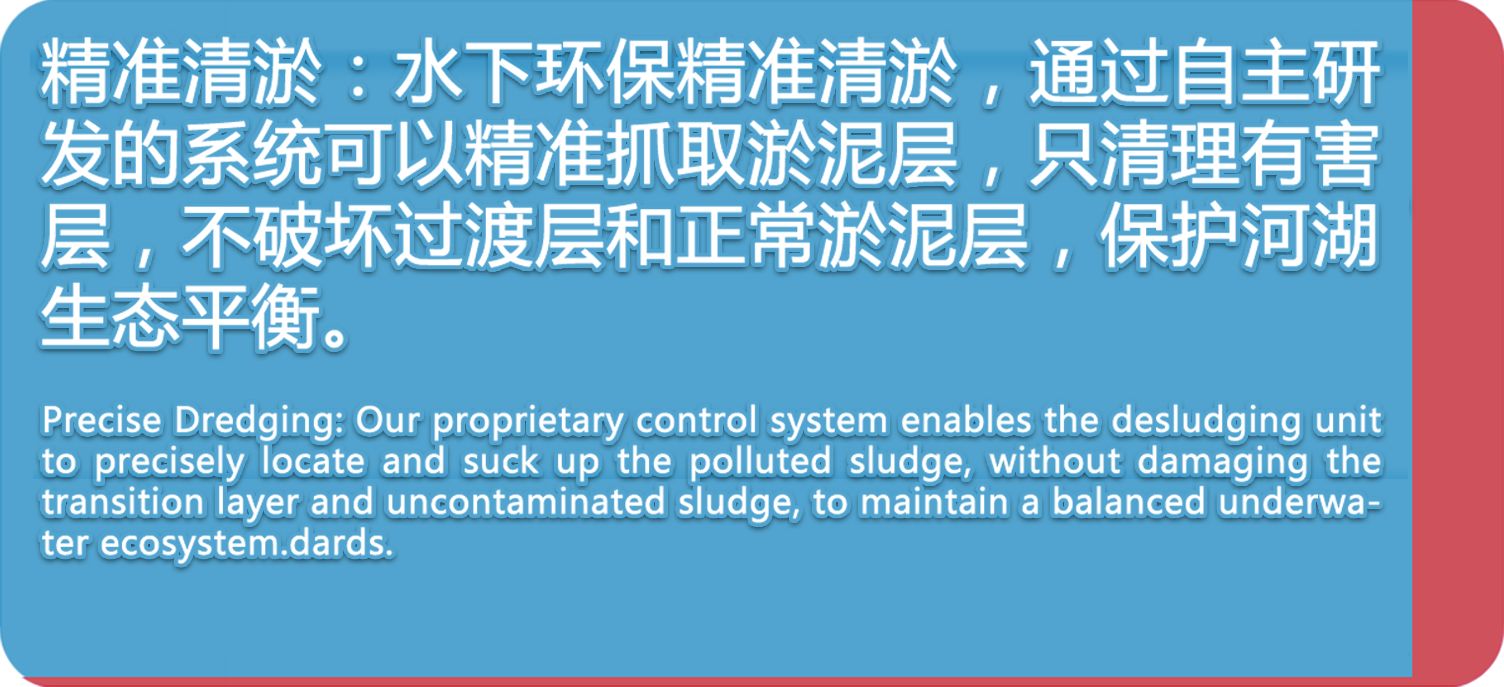 精准清淤：水下环保精准清淤，通过自主研
发的系统可以精准抓取淤泥层，只清理有害
层，不破坏过渡层和正常淤泥层，保护河湖
生态平衡。
Precise Dredging: Our proprietary control system enables the desludging unit
to precisely locate and suck up the polluted sludge, without damaging the
transition layer and uncontaminated sludge, to maintain a balanced underwa-
ter ecosystem.dards.